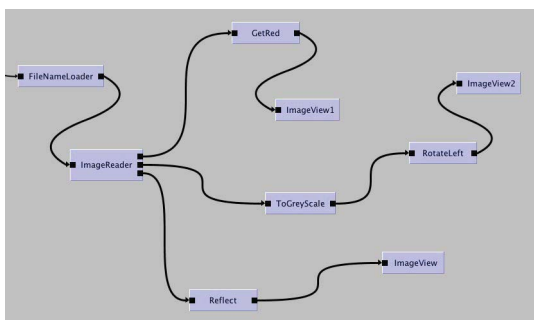 GetRed
FileNameLoader
ImageView2
ImageView1
RotateLeft
ImageReader
ToGreyScale
ImageView
Reflect